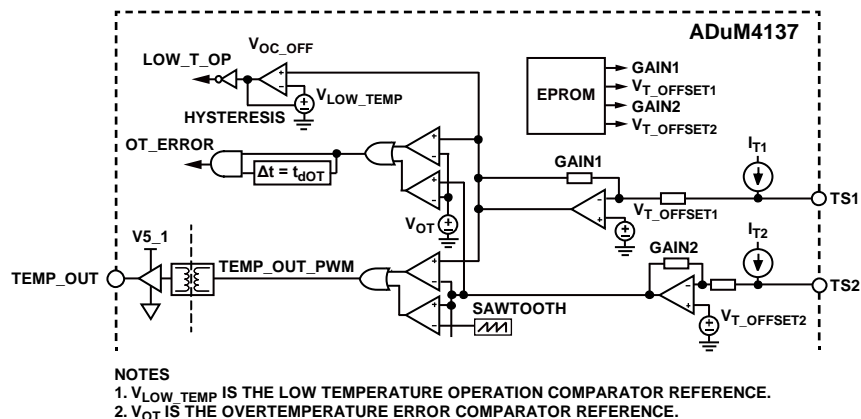 ADuM4137
V_OC_OFF
LOW_T_OP
V_LOW_TEMP
HYSTERESIS
EPROM
GAIN1
V_T_OFFSET1
GAIN2
V_T_OFFSET2
OT_ERROR
Δt = t_dOT
V_OT
GAIN1
V_T_OFFSET1
I_T1
TS1
V5_1
TEMP_OUT
TEMP_OUT_PWM
SAWTOOTH
GAIN2
I_T2
TS2
V_T_OFFSET2
NOTES
1. V_LOW_TEMP IS THE LOW TEMPERATURE OPERATION COMPARATOR REFERENCE.
2. V_OT IS THE OVERTEMPERATURE ERROR COMPARATOR REFERENCE.